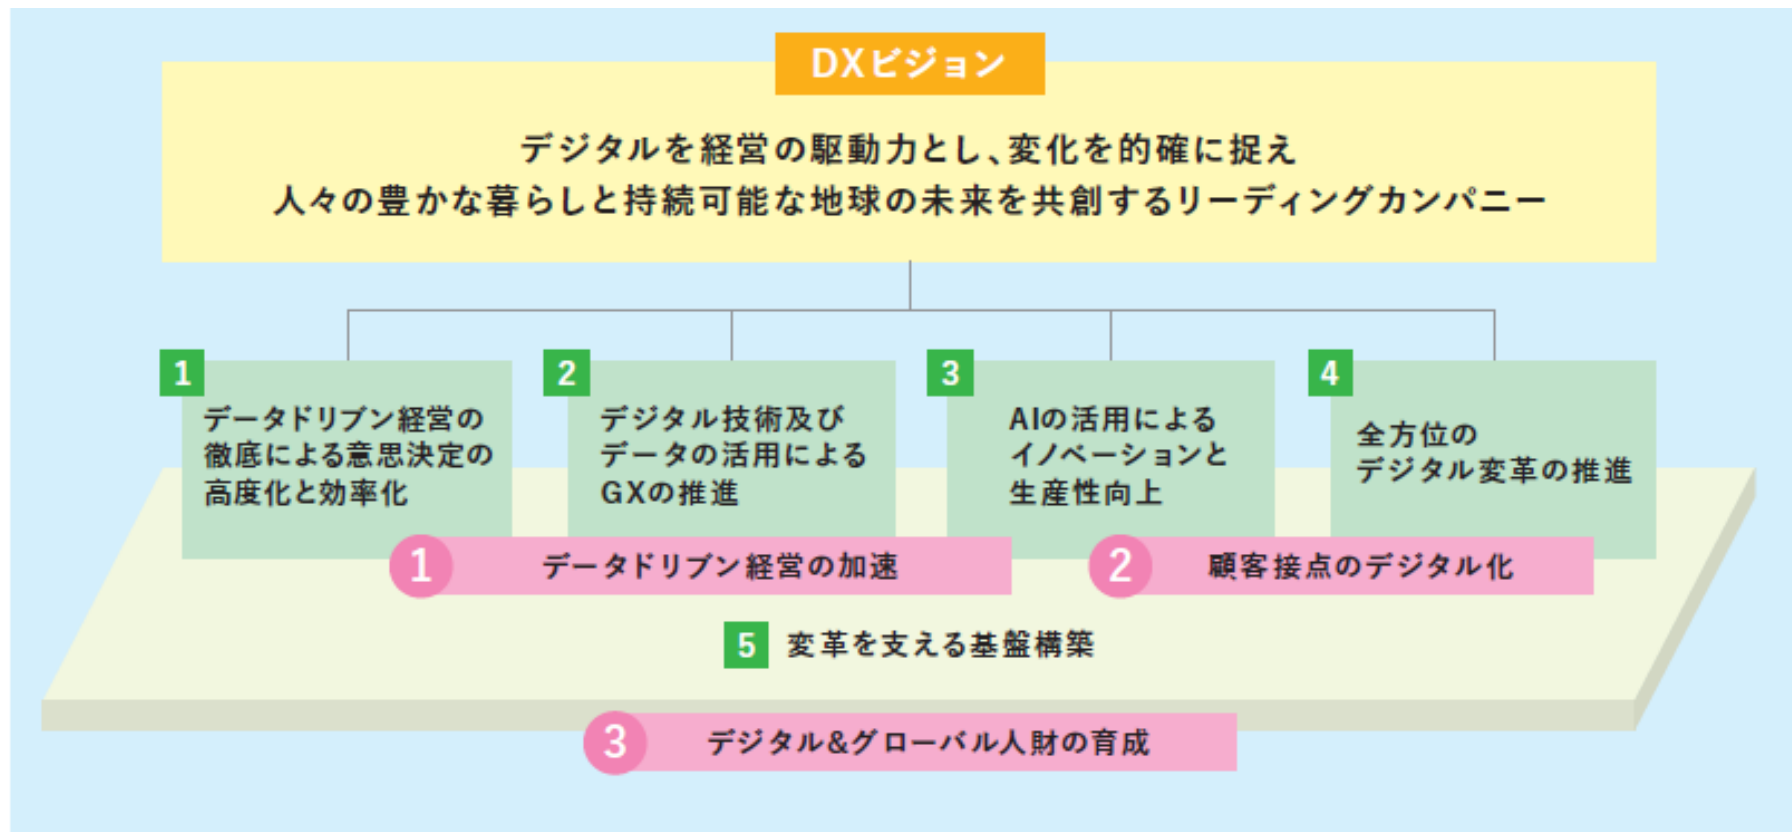 DXビジョン
デジタルを経営の駆動力とし、変化を的確に捉え
人々の豊かな暮らしと持続可能な地球の未来を共創するリーディングカンパニー
1
データドリブン経営の
徹底による意思決定の
高度化と効率化
2
デジタル技術及び
データの活用による
GXの推進
3
AIの活用による
イノベーションと
生産性向上
4
全方位の
デジタル変革の推進
1 データドリブン経営の加速
2 顧客接点のデジタル化
5 変革を支える基盤構築
3 デジタル&グローバル人財の育成